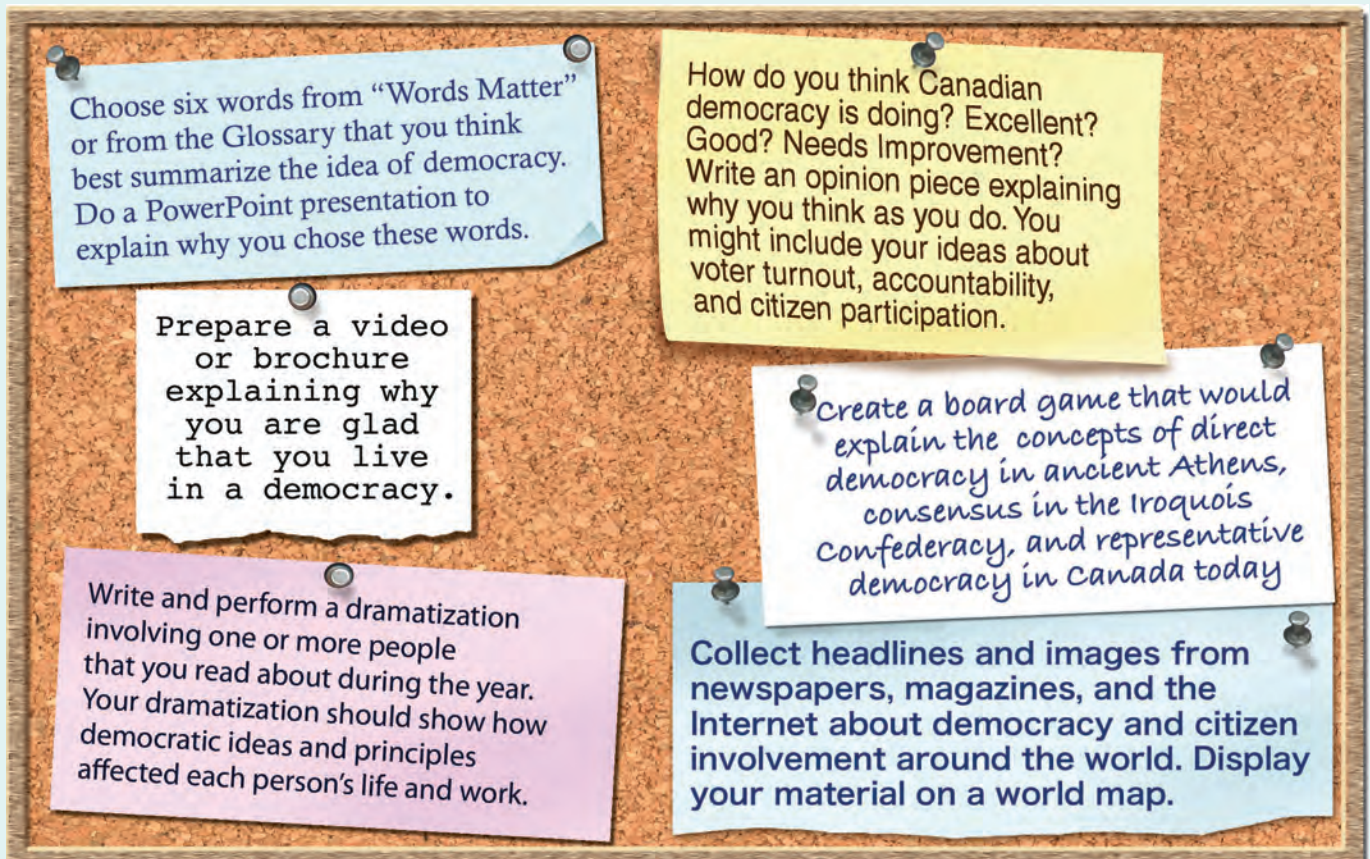 Choose six words from “Words Matter”
or from the Glossary that you think
best summarize the idea of democracy.
Do a PowerPoint presentation to
explain why you chose these words.
How do you think Canadian
democracy is doing? Excellent?
Good? Needs Improvement?
Write an opinion piece explaining
why you think as you do. You
might include your ideas about
voter turnout, accountability,
and citizen participation.
Prepare a video
or brochure
explaining why
you are glad
that you live
in a democracy.
Create a board game that would
explain the concepts of direct
democracy in ancient Athens,
consensus in the Iroquois
Confederacy, and representative
democracy in Canada today
Write and perform a dramatization
involving one or more people
that you read about during the year.
Your dramatization should show how
democratic ideas and principles
affected each person’s life and work.
Collect headlines and images from
newspapers, magazines, and the
Internet about democracy and citizen
involvement around the world. Display
your material on a world map.